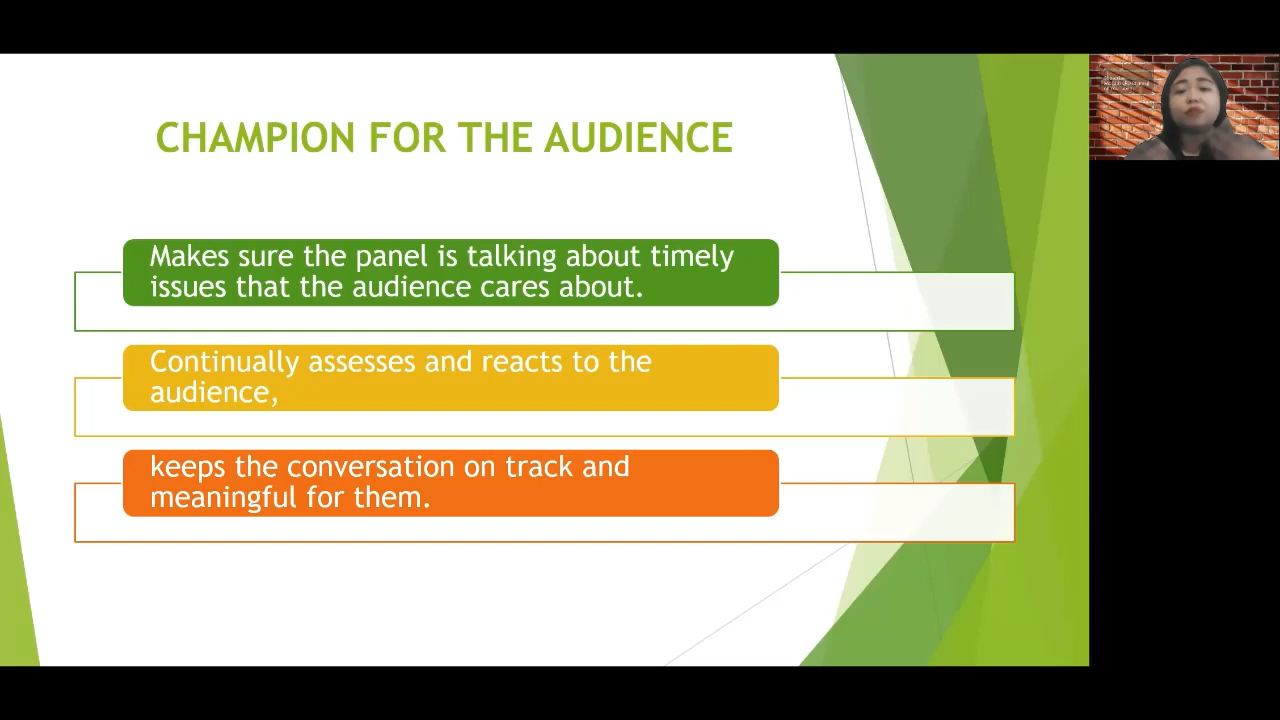 CHAMPION FOR THE AUDIENCE
Makes sure the panel is talking about timely
issues that the audience cares about.
Continually assesses and reacts to the
audience,
keeps the conversation on track and
meaningful for them.